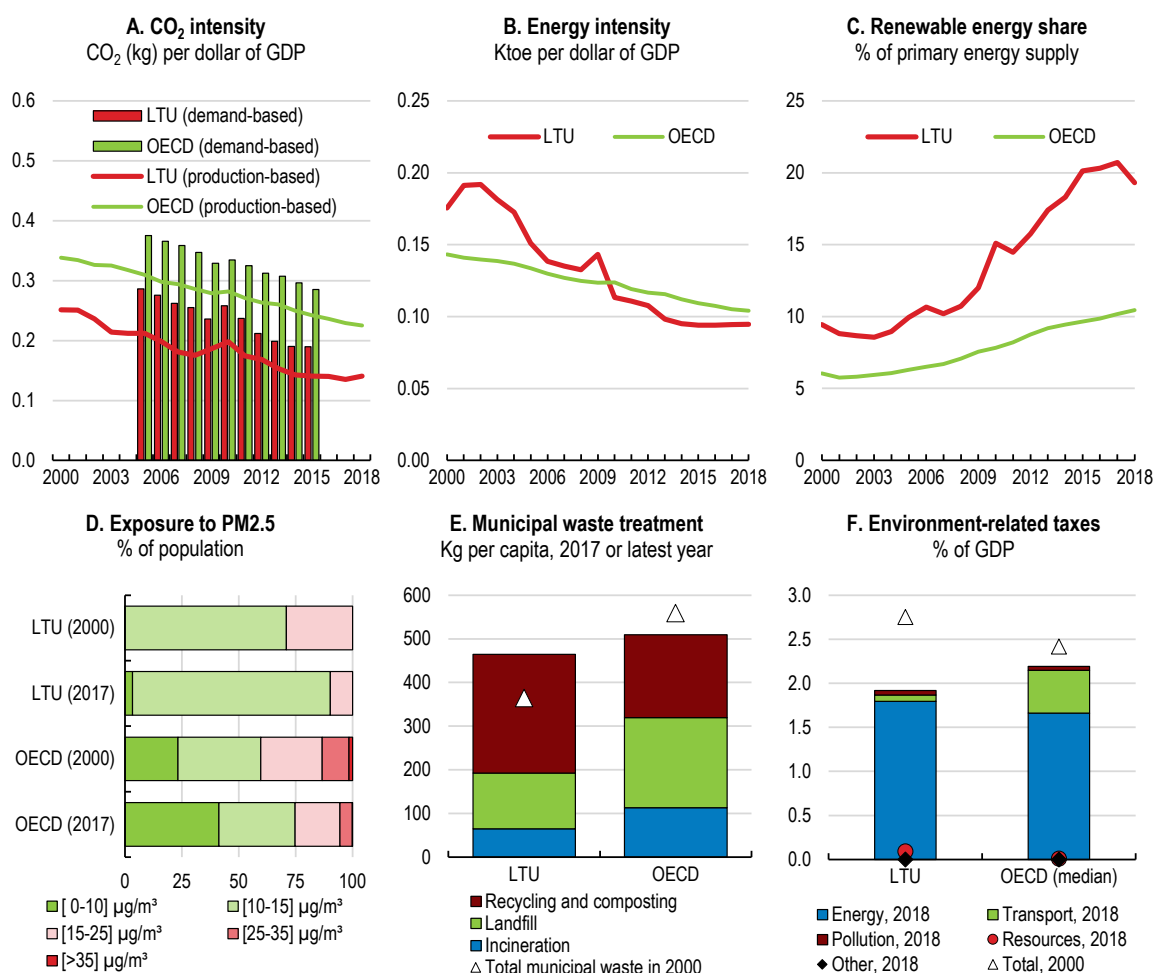 A. CO₂ intensity
CO₂ (kg) per dollar of GDP
0.6
0.5
0.4
0.3
0.2
0.1
0.0
LTU (demand-based)
OECD (demand-based)
LTU (production-based)
OECD (production-based)
2000 2003 2006 2009 2012 2015 2018
B. Energy intensity
Ktoe per dollar of GDP
0.25
0.20
0.15
0.10
0.05
0.00
LTU OECD
2000 2003 2006 2009 2012 2015 2018
C. Renewable energy share
% of primary energy supply
25
20
15
10
5
0
LTU OECD
2000 2003 2006 2009 2012 2015 2018
D. Exposure to PM2.5
% of population
LTU (2000)
LTU (2017)
OECD (2000)
OECD (2017)
0 25 50 75 100
[ 0-10] µg/m³ [10-15] µg/m³
[15-25] µg/m³ [25-35] µg/m³
[>35] µg/m³
E. Municipal waste treatment
Kg per capita, 2017 or latest year
600
500
400
300
200
100
0
LTU OECD
Recycling and composting
Landfill
Incineration
Total municipal waste in 2000
F. Environment-related taxes
% of GDP
3.0
2.5
2.0
1.5
1.0
0.5
0.0
LTU OECD (median)
Energy, 2018 Transport, 2018
Pollution, 2018 Resources, 2018
Other, 2018 Total, 2000